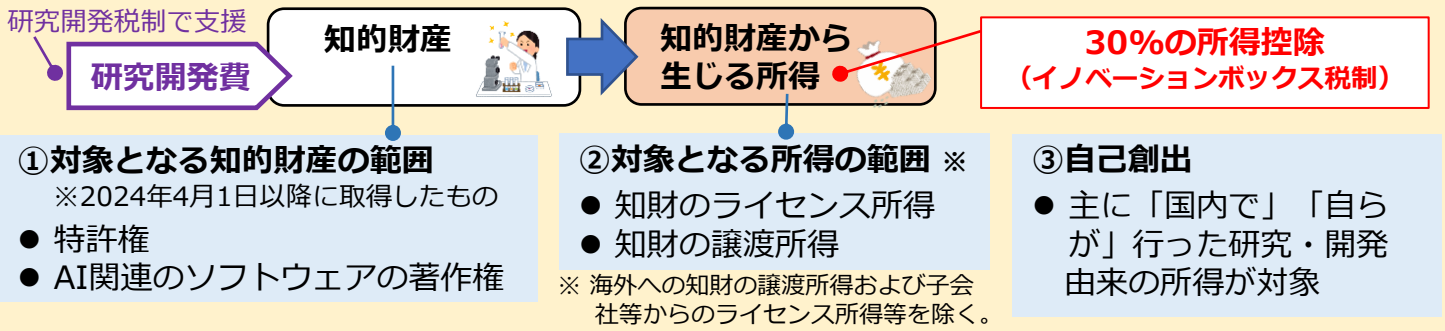 研究開発税制で支援
研究開発費
知的財産
知的財産から
生じる所得
30%の所得控除
（イノベーションボックス税制）
①対象となる知的財産の範囲
※2024年4月1日以降に取得したもの
● 特許権
● AI関連のソフトウェアの著作権
②対象となる所得の範囲 ※
● 知財のライセンス所得
● 知財の譲渡所得
※ 海外への知財の譲渡所得および子会
社等からのライセンス所得等を除く。
③自己創出
● 主に「国内で」「自ら
が」行った研究・開発
由来の所得が対象